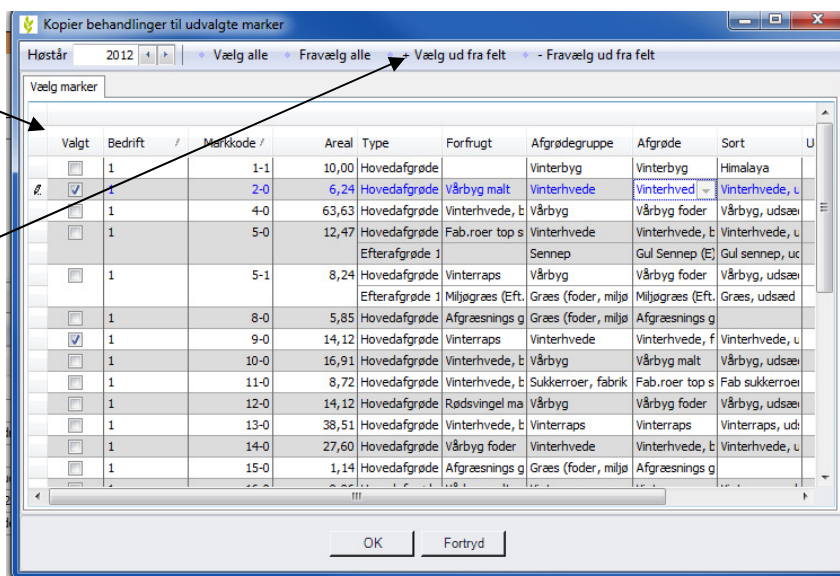 Kopier behandlinger til udvalgte marker
Høstår 2012 Vælg alle Fravælg alle + Vælg ud fra felt - Fravælg ud fra felt
Vælg marker
Valgt Bedrift / Markkode / Areal Type Forfrugt Afgrødegruppe Afgrøde Sort U
1 1-1 10,00 Hovedafgrøde Vinterbyg Vinterbyg Himalaya
1 2-0 6,24 Hovedafgrøde Vårbyg malt Vinterhvede Vinterhved Vinterhvede, u
1 4-0 63,63 Hovedafgrøde Vinterhvede, b Vårbyg Vårbyg foder Vårbyg, udsæ
1 5-0 12,47 Hovedafgrøde Fab.roer top s Vinterhvede Vinterhvede, b Vinterhvede, u
Efterafgrøde 1 Sennep Gul Sennep (E) Gul sennep, ud
1 5-1 8,24 Hovedafgrøde Vinterraps Vårbyg Vårbyg foder Vårbyg, udsæ
Efterafgrøde 1 Miljøgræs (Eft. Græs (foder, miljø Miljøgræs (Eft. Græs, udsæd
1 8-0 5,85 Hovedafgrøde Afgræsnings g Græs (foder, miljø Afgræsnings g
1 9-0 14,12 Hovedafgrøde Vinterraps Vinterhvede Vinterhvede, f Vinterhvede, u
1 10-0 16,91 Hovedafgrøde Vinterhvede, b Vårbyg Vårbyg malt Vårbyg, udsæ
1 11-0 8,72 Hovedafgrøde Vinterhvede, b Sukkerroer, fabrik Fab.roer top s Fab sukkerroe
1 12-0 14,12 Hovedafgrøde Rødsvingel ma Vårbyg Vårbyg foder Vårbyg, udsæ
1 13-0 38,51 Hovedafgrøde Vinterhvede, b Vinterraps Vinterraps Vinterraps, uds
1 14-0 27,60 Hovedafgrøde Vårbyg foder Vinterhvede Vinterhvede, b Vinterhvede, u
1 15-0 1,14 Hovedafgrøde Afgræsnings g Græs (foder, miljø Afgræsnings g
OK Fortryd